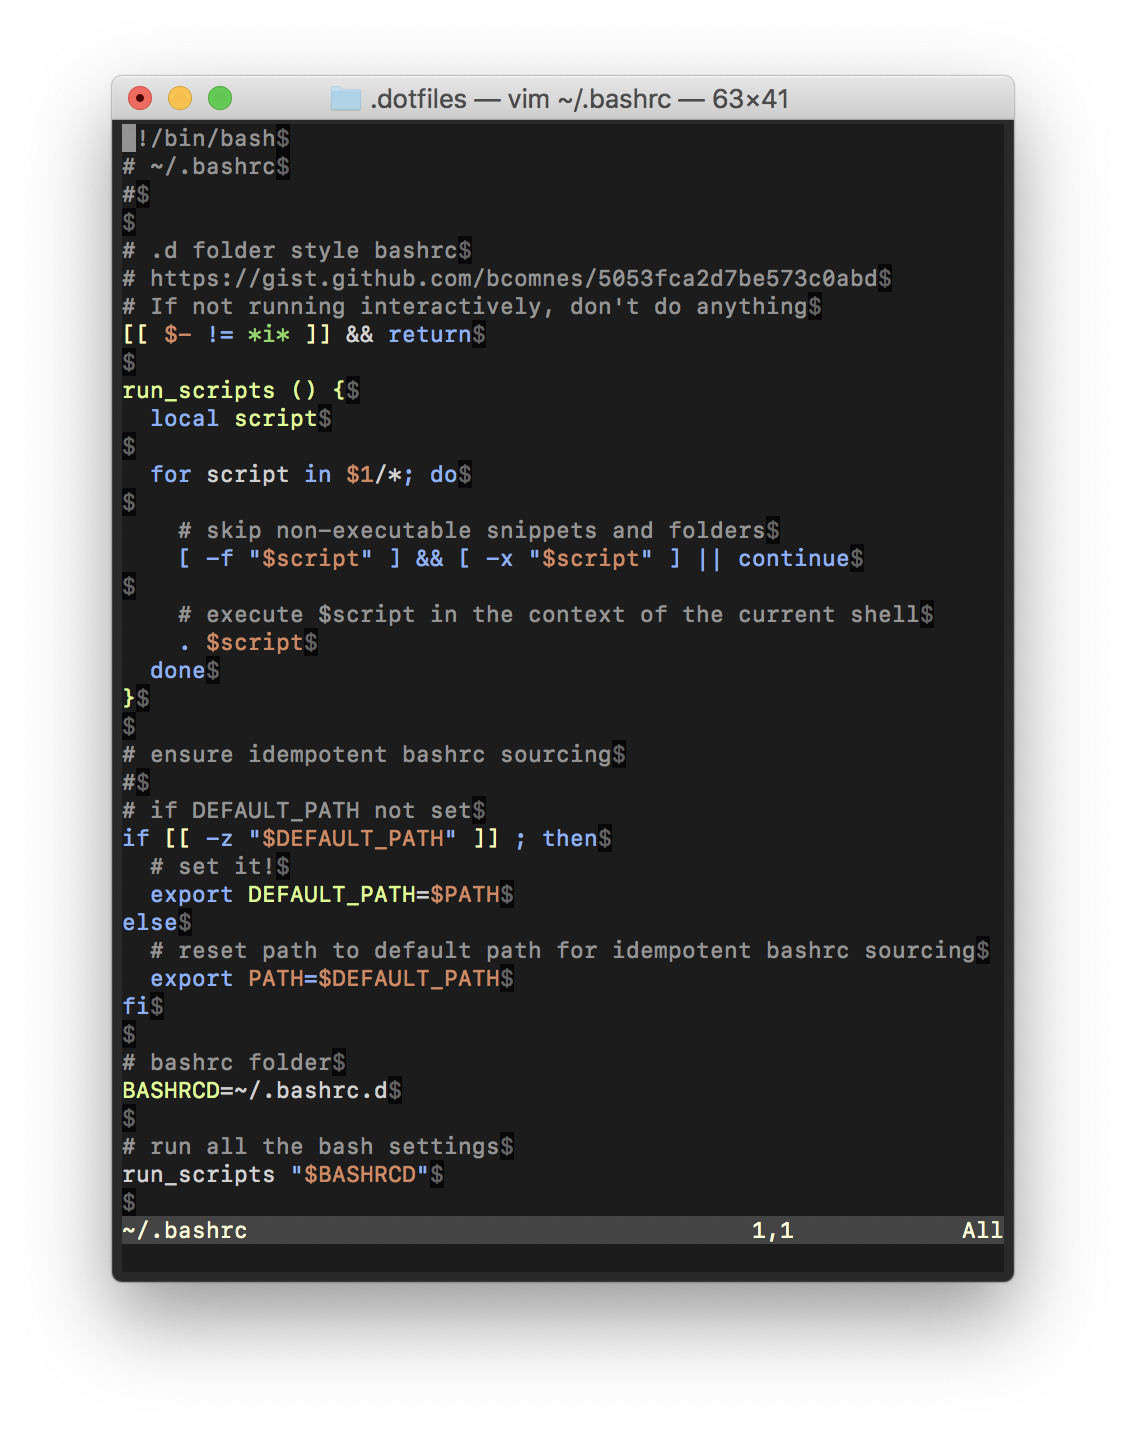 .dotfiles — vim ~/.bashrc — 63×41
!/bin/bash$
# ~/.bashrc$
#$
$
# .d folder style bashrc$
# https://gist.github.com/bcomnes/5053fca2d7be573c0abd$
# If not running interactively, don't do anything$
[[ $- != *i* ]] && return$
$
run_scripts () {$
  local script$
$
  for script in $1/*; do$
$
    # skip non-executable snippets and folders$
    [ -f "$script" ] && [ -x "$script" ] || continue$
$
    # execute $script in the context of the current shell$
    . $script$
  done$
}$
$
# ensure idempotent bashrc sourcing$
#$
# if DEFAULT_PATH not set$
if [[ -z "$DEFAULT_PATH" ]] ; then$
  # set it!$
  export DEFAULT_PATH=$PATH$
else$
  # reset path to default path for idempotent bashrc sourcing$
  export PATH=$DEFAULT_PATH$
fi$
$
# bashrc folder$
BASHRCD=~/.bashrc.d$
$
# run all the bash settings$
run_scripts "$BASHRCD"$
$
~/.bashrc 1,1 All